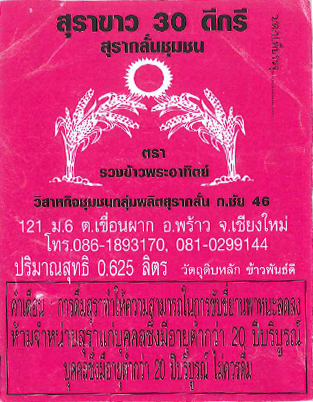 สุราขาว 30 ดีกรี
สุรากลั่นชุมชน
ตรา
รวงข้าวพระอาทิตย์
วิสาหกิจชุมชนกลุ่มผลิตสุรากลั่น ก.ชัย 46
121 ม.6 ต.เขื่อนผาก อ.พร้าว จ.เชียงใหม่
โทร.086-1893170, 081-0299144
ปริมาณสุทธิ 0.625 ลิตร วัตถุดิบหลัก ข้าวพันธ์ดี
คำเตือน การดื่มสุราทำให้ความสามารถในการขับขี่ยานพาหนะลดลง
ห้ามจำหน่ายสุราแก่บุคคลซึ่งมีอายุต่ำกว่า 20 ปีบริบูรณ์
บุคคลซึ่งมีอายุต่ำกว่า 20 ปีบริบูรณ์ ไม่ควรดื่ม